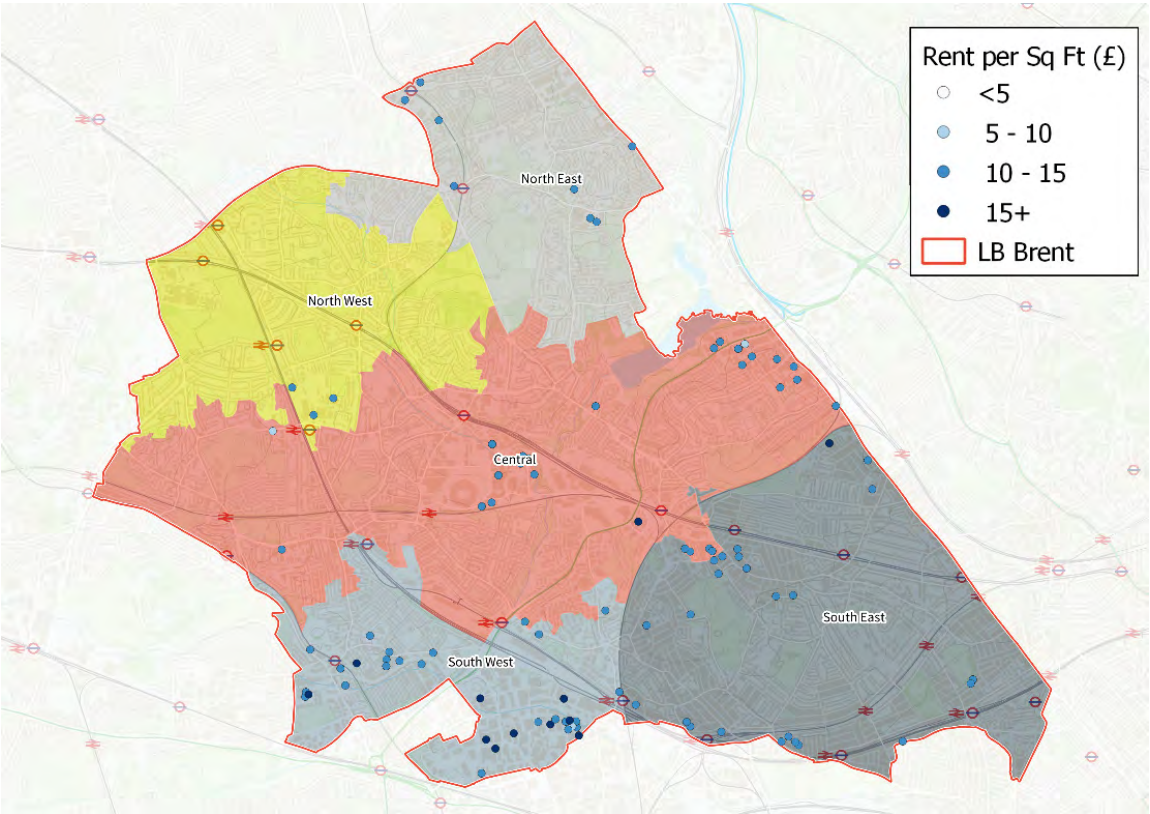 Rent per Sq Ft (£)
<5
5 - 10
10 - 15
15+
LB Brent
North East
North West
Central
South East
South West